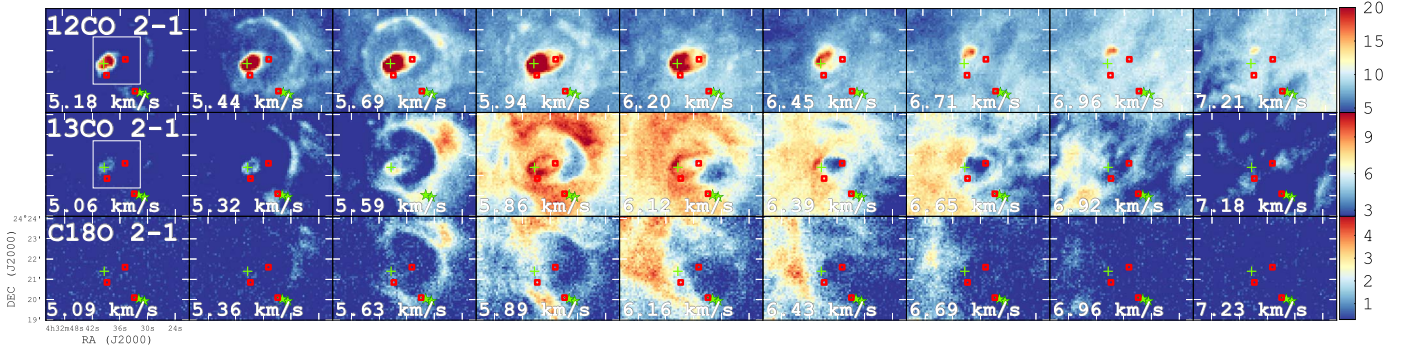 12CO 2-1
5.18 km/s 5.44 km/s 5.69 km/s 5.94 km/s 6.20 km/s 6.45 km/s 6.71 km/s 6.96 km/s 7.21 km/s
20
15
10
5
13CO 2-1
5.06 km/s 5.32 km/s 5.59 km/s 5.86 km/s 6.12 km/s 6.39 km/s 6.65 km/s 6.92 km/s 7.18 km/s
9
6
3
C18O 2-1
5.09 km/s 5.36 km/s 5.63 km/s 5.89 km/s 6.16 km/s 6.43 km/s 6.69 km/s 6.96 km/s 7.23 km/s
4
3
2
1
24°24'
23'
22'
21'
20'
19'
DEC (J2000)
4h32m48s 42s 36s 30s 24s
RA (J2000)